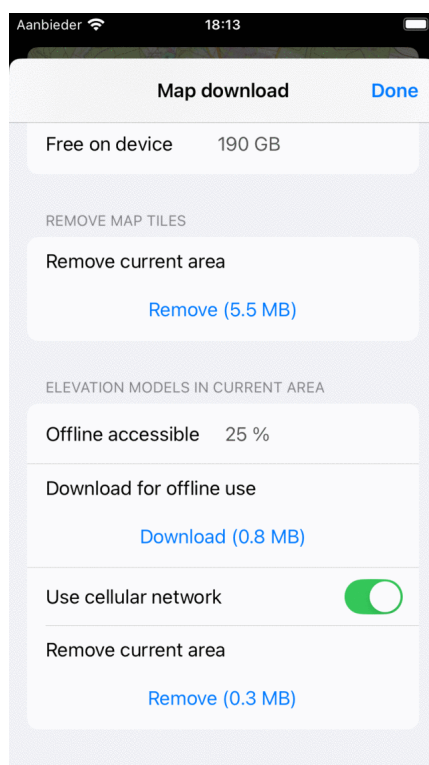 Aanbieder 18:13
Map download Done
Free on device 190 GB
REMOVE MAP TILES
Remove current area
Remove (5.5 MB)
ELEVATION MODELS IN CURRENT AREA
Offline accessible 25 %
Download for offline use
Download (0.8 MB)
Use cellular network
Remove current area
Remove (0.3 MB)